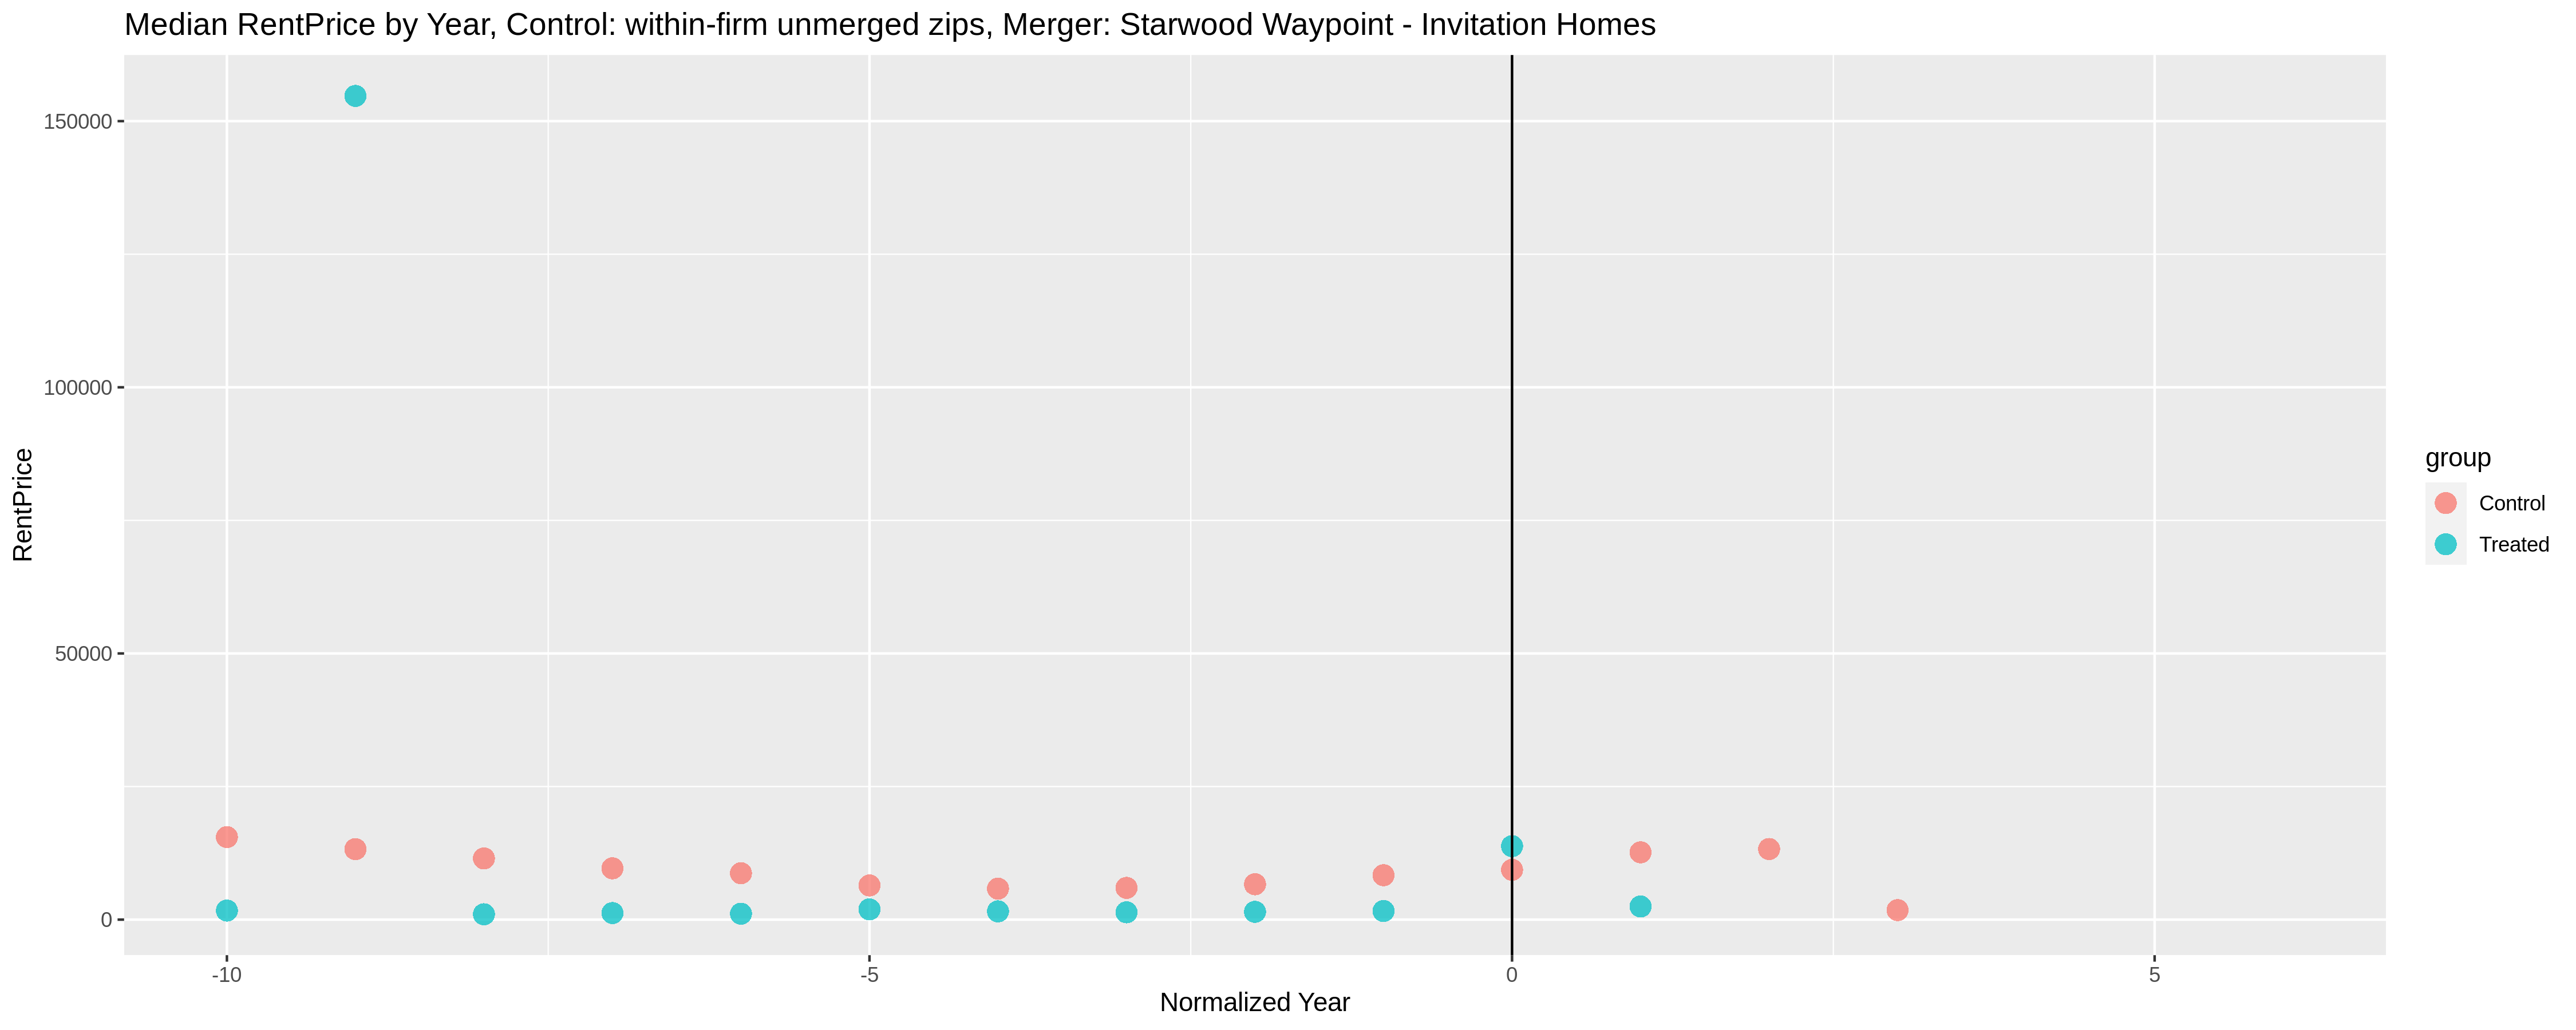 Median RentPrice by Year, Control: within-firm unmerged zips, Merger: Starwood Waypoint - Invitation Homes
150000
100000
50000
0
RentPrice
-10
-5
0
5
Normalized Year
group
Control
Treated